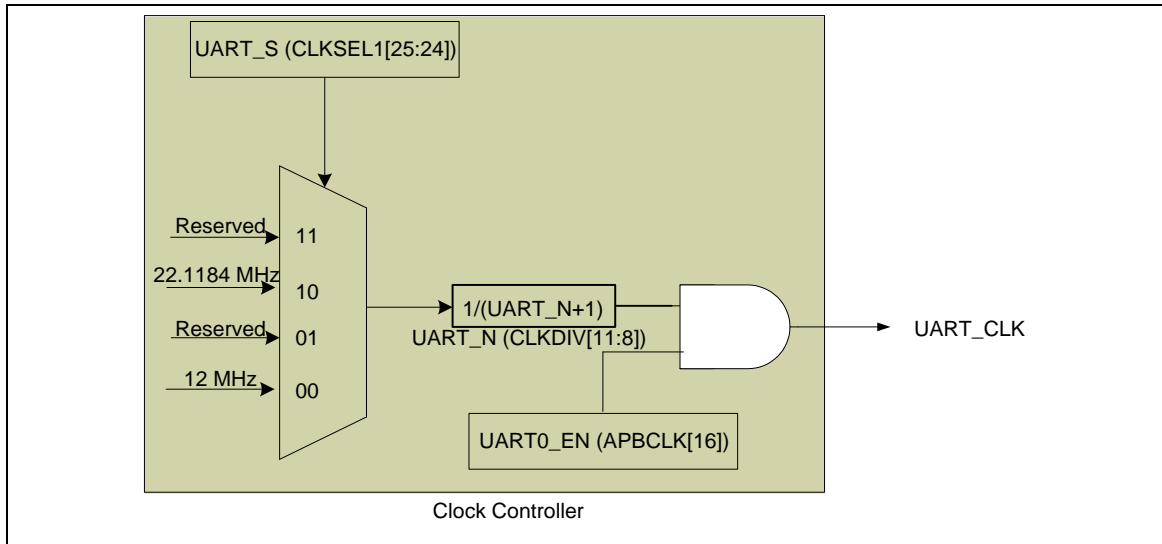 UART_S (CLKSEL1[25:24])
Reserved
11
22.1184 MHz
10
Reserved
01
12 MHz
00
1/(UART_N+1)
UART_N (CLKDIV[11:8])
UART_CLK
UART0_EN (APBCLK[16])
Clock Controller